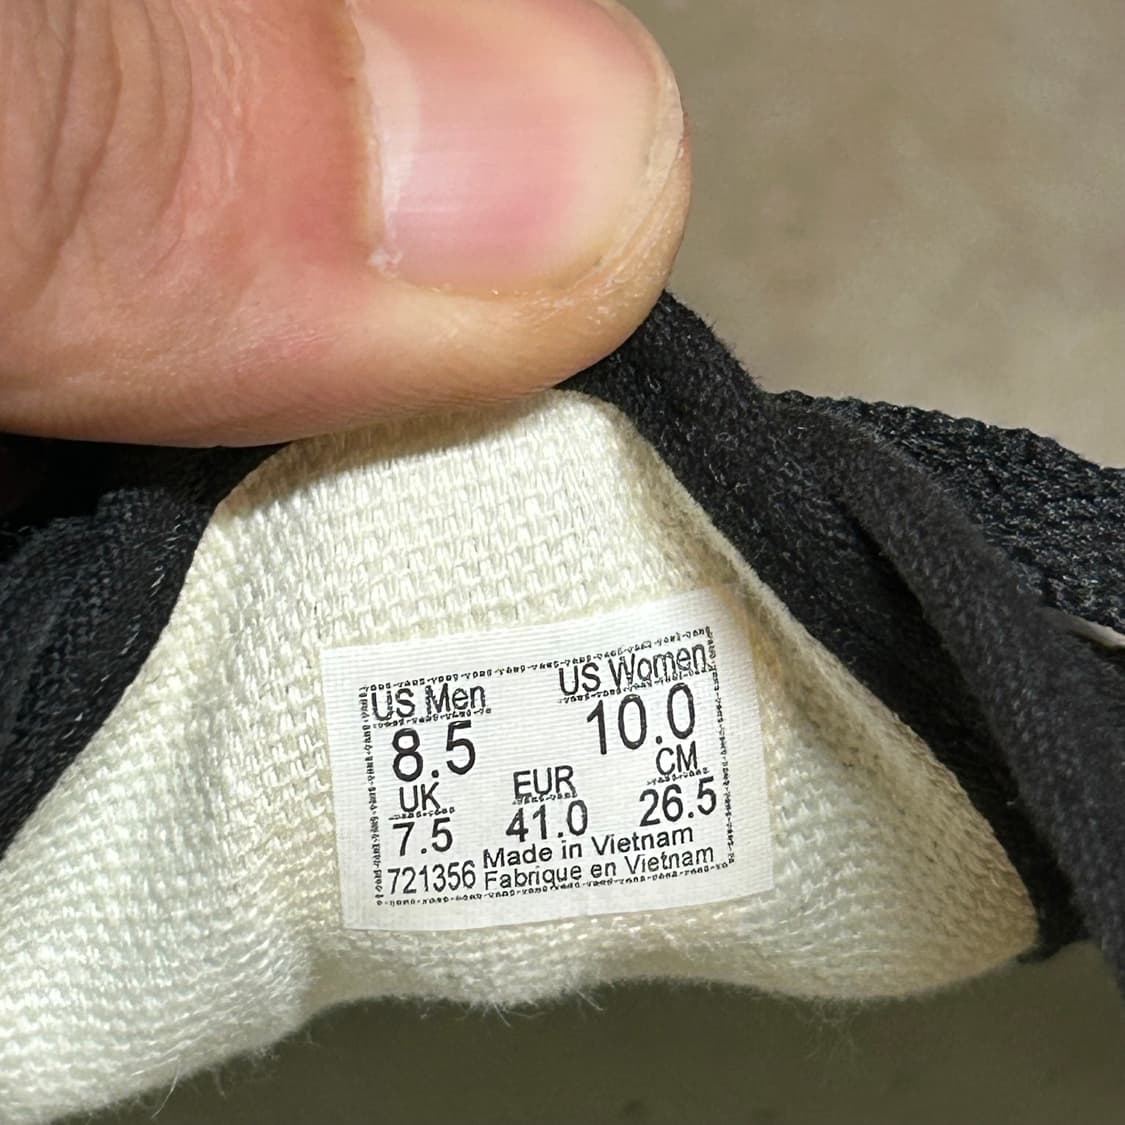 US Men US Women
8.5 10.0
UK EUR CM
7.5 41.0 26.5
721356 Made in Vietnam
Fabrique en Vietnam